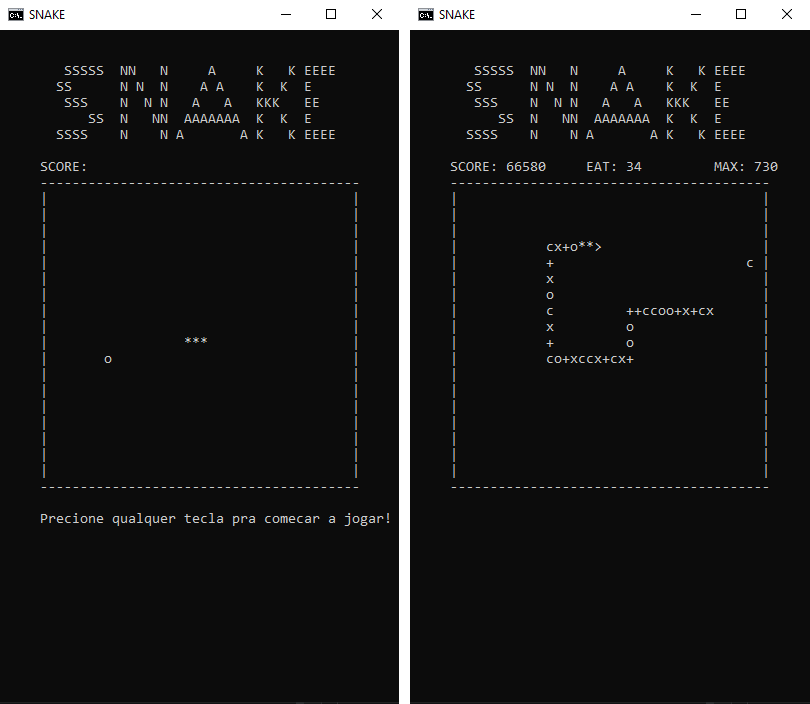 SNAKE
SSSSS NN N A K K EEEE
SS N N N A A K K E
SSS N N N A A KKK EE
SS N NN AAAAAAA K K E
SSSS N N A A K K EEEE
SCORE:
***
o
Precione qualquer tecla pra comecar a jogar!
SNAKE
SSSSS NN N A K K EEEE
SS N N N A A K K E
SSS N N N A A KKK EE
SS N NN AAAAAAA K K E
SSSS N N A A K K EEEE
SCORE: 66580 EAT: 34 MAX: 730
cx+o**>
+ c
x
o
c ++ccoo+x+cx
x o
+ o
co+xccx+cx+